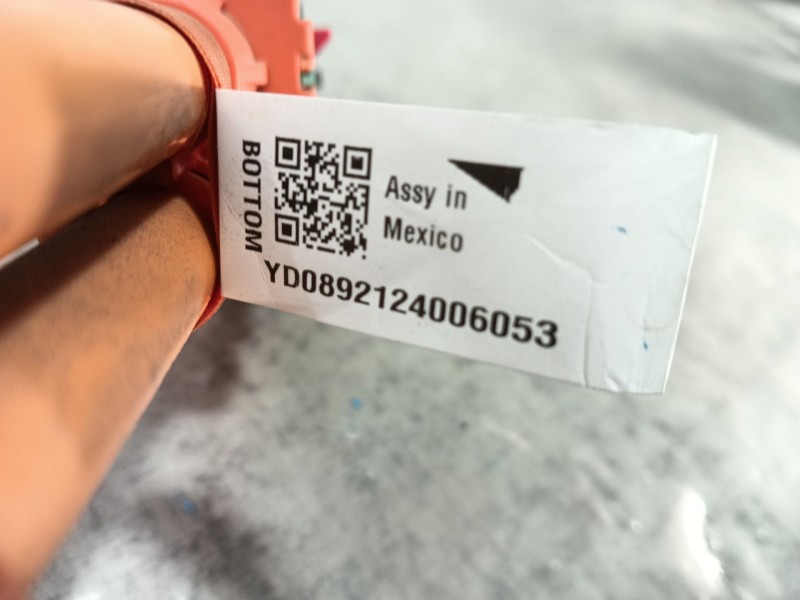 BOTTOM
Assy in
Mexico
YD0892124006053